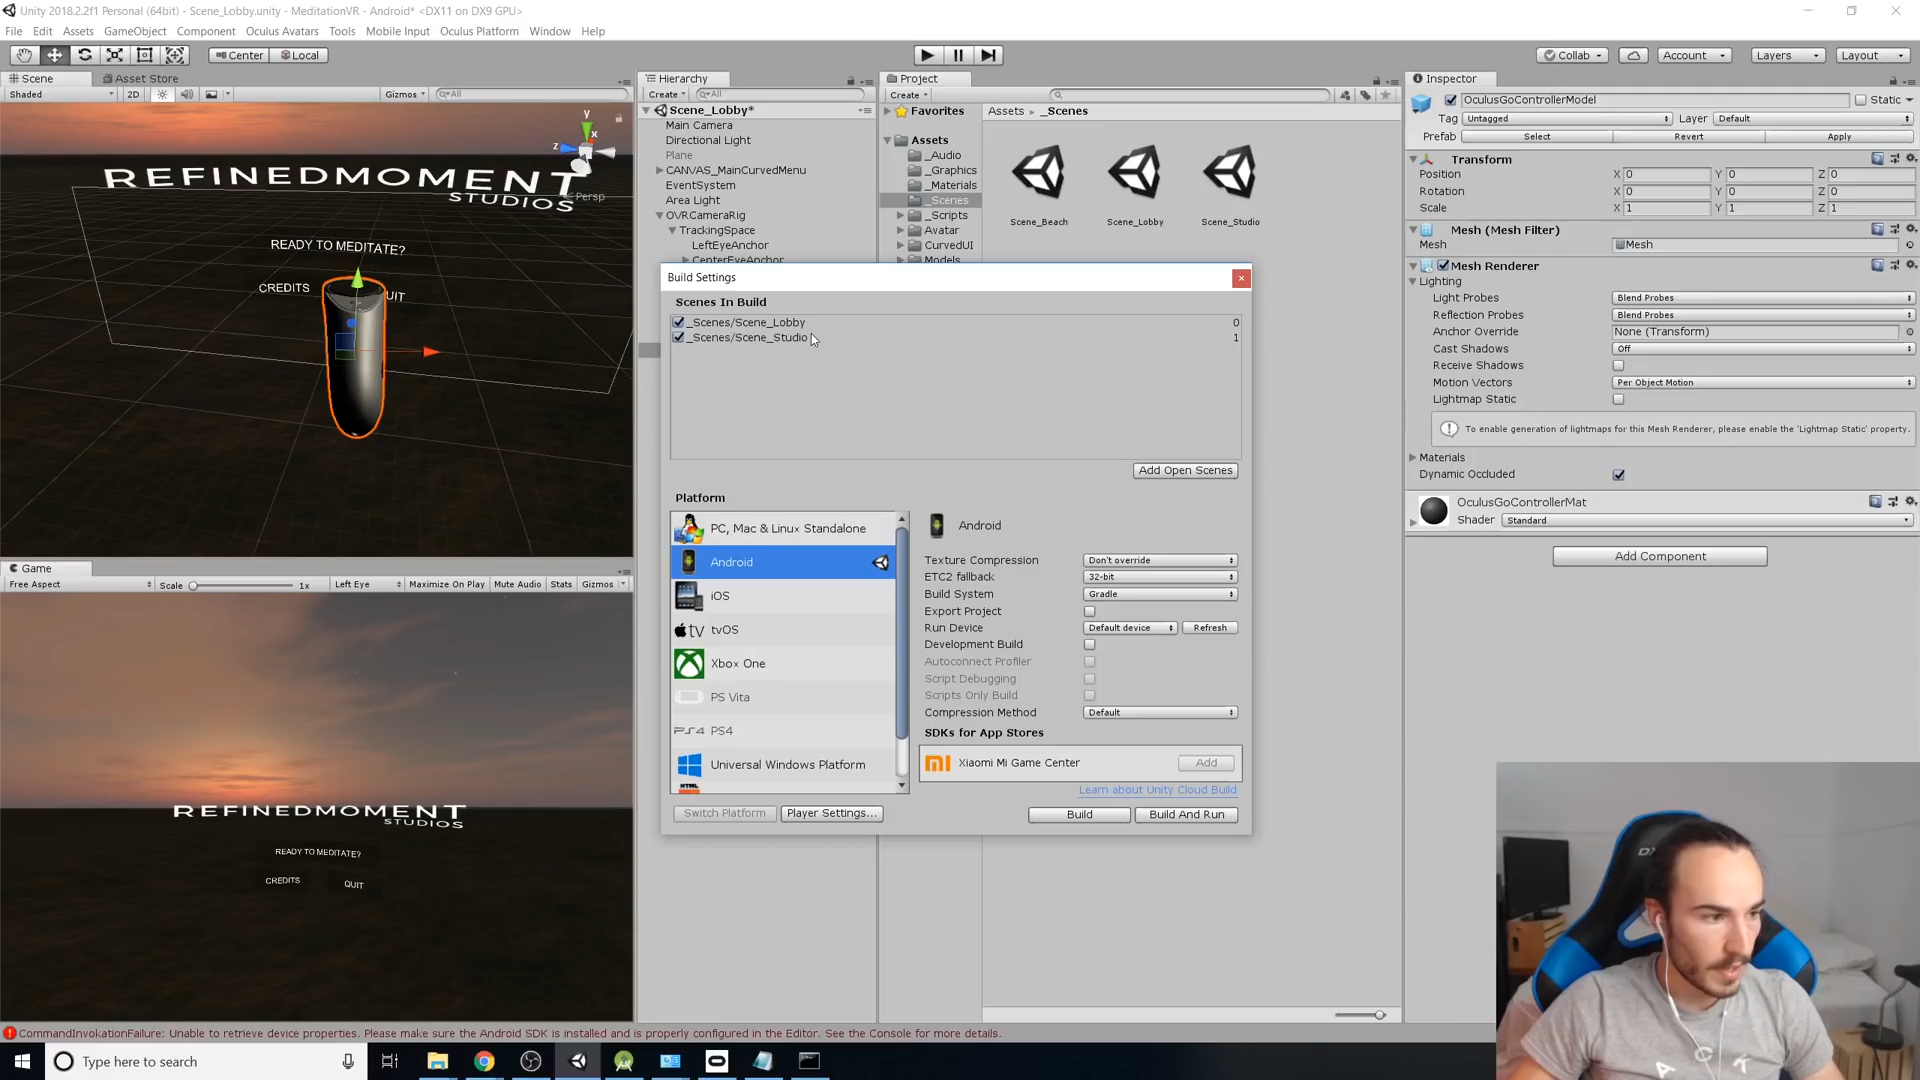 Unity 2018.2.2f1 Personal (64bit) - Scene_Lobby.unity - MeditationVR - Android* <DX11 on DX9 GPU>
File Edit Assets GameObject Component Oculus Avatars Tools Mobile Input Oculus Platform Window Help
Center Local
Collab Account Layers Layout
Scene Asset Store
Shaded 2D Gizmos All
y
x
z
Persp
REFINEDMOMENT
STUDIOS
READY TO MEDITATE?
CREDITS UIT
Game
Free Aspect Scale 1x Left Eye Maximize On Play Mute Audio Stats Gizmos
REFINEDMOMENT
STUDIOS
READY TO MEDITATE?
CREDITS QUIT
Hierarchy
Create All
Scene_Lobby*
Main Camera
Directional Light
Plane
CANVAS_MainCurvedMenu
EventSystem
Area Light
OVRCameraRig
TrackingSpace
LeftEyeAnchor
CenterEyeAnchor
Project
Create
Favorites
Assets
_Audio
_Graphics
_Materials
_Scenes
_Scripts
Avatar
CurvedUI
Models
Assets _Scenes
Scene_Beach Scene_Lobby Scene_Studio
Build Settings
Scenes In Build
_Scenes/Scene_Lobby 0
_Scenes/Scene_Studio 1
Add Open Scenes
Platform
PC, Mac & Linux Standalone
Android
iOS
tv tvOS
Xbox One
PS Vita
PS4
Universal Windows Platform
HTML
Android
Texture Compression Don't override
ETC2 fallback 32-bit
Build System Gradle
Export Project
Run Device Default device Refresh
Development Build
Autoconnect Profiler
Script Debugging
Scripts Only Build
Compression Method Default
SDKs for App Stores
Xiaomi Mi Game Center Add
Learn about Unity Cloud Build
Switch Platform Player Settings... Build Build And Run
Inspector
OculusGoControllerModel Static
Tag Untagged Layer Default
Prefab Select Revert Apply
Transform
Position X 0 Y 0 Z 0
Rotation X 0 Y 0 Z 0
Scale X 1 Y 1 Z 1
Mesh (Mesh Filter)
Mesh Mesh
Mesh Renderer
Lighting
Light Probes Blend Probes
Reflection Probes Blend Probes
Anchor Override None (Transform)
Cast Shadows Off
Receive Shadows
Motion Vectors Per Object Motion
Lightmap Static
To enable generation of lightmaps for this Mesh Renderer, please enable the 'Lightmap Static' property.
Materials
Dynamic Occluded
OculusGoControllerMat
Shader Standard
Add Component
CommandInvokationFailure: Unable to retrieve device properties. Please make sure the Android SDK is installed and is properly configured in the Editor. See the Console for more details.
Type here to search